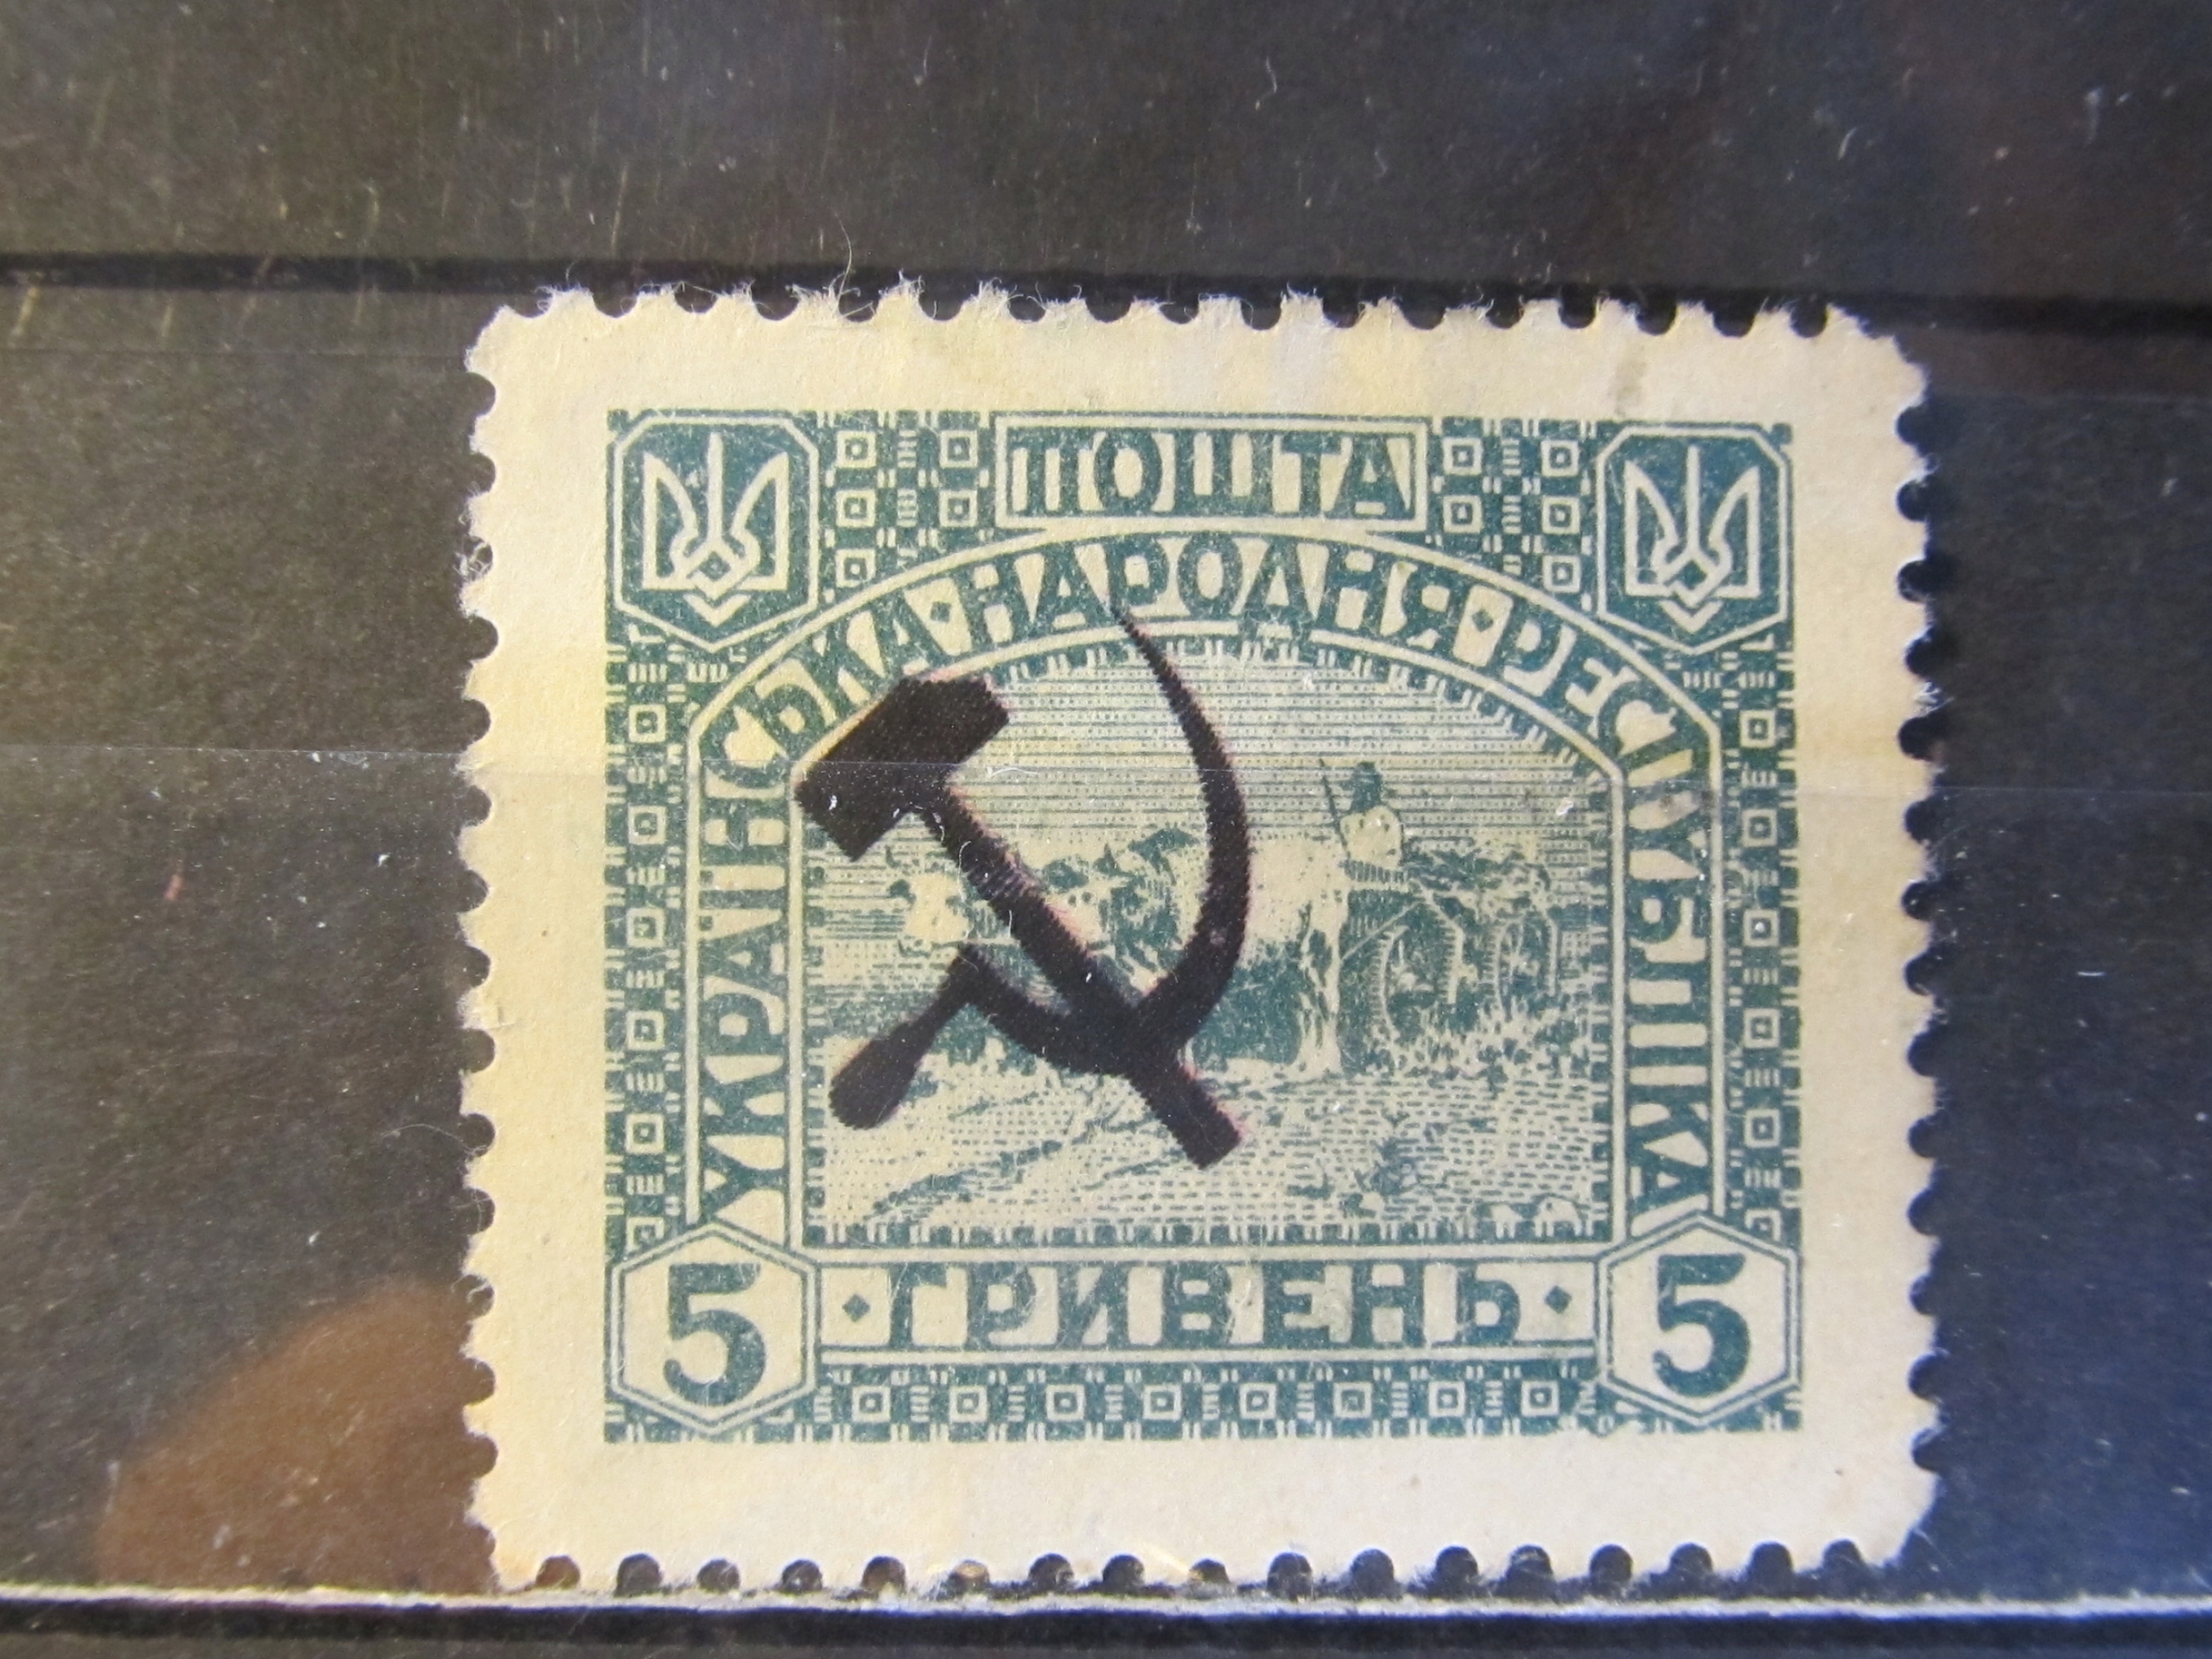 ПОШТА
УКРАЇНСЬКА · НАРОДНЯ · РЕСПУБЛІКА
5 · ГРИВЕНЬ · 5